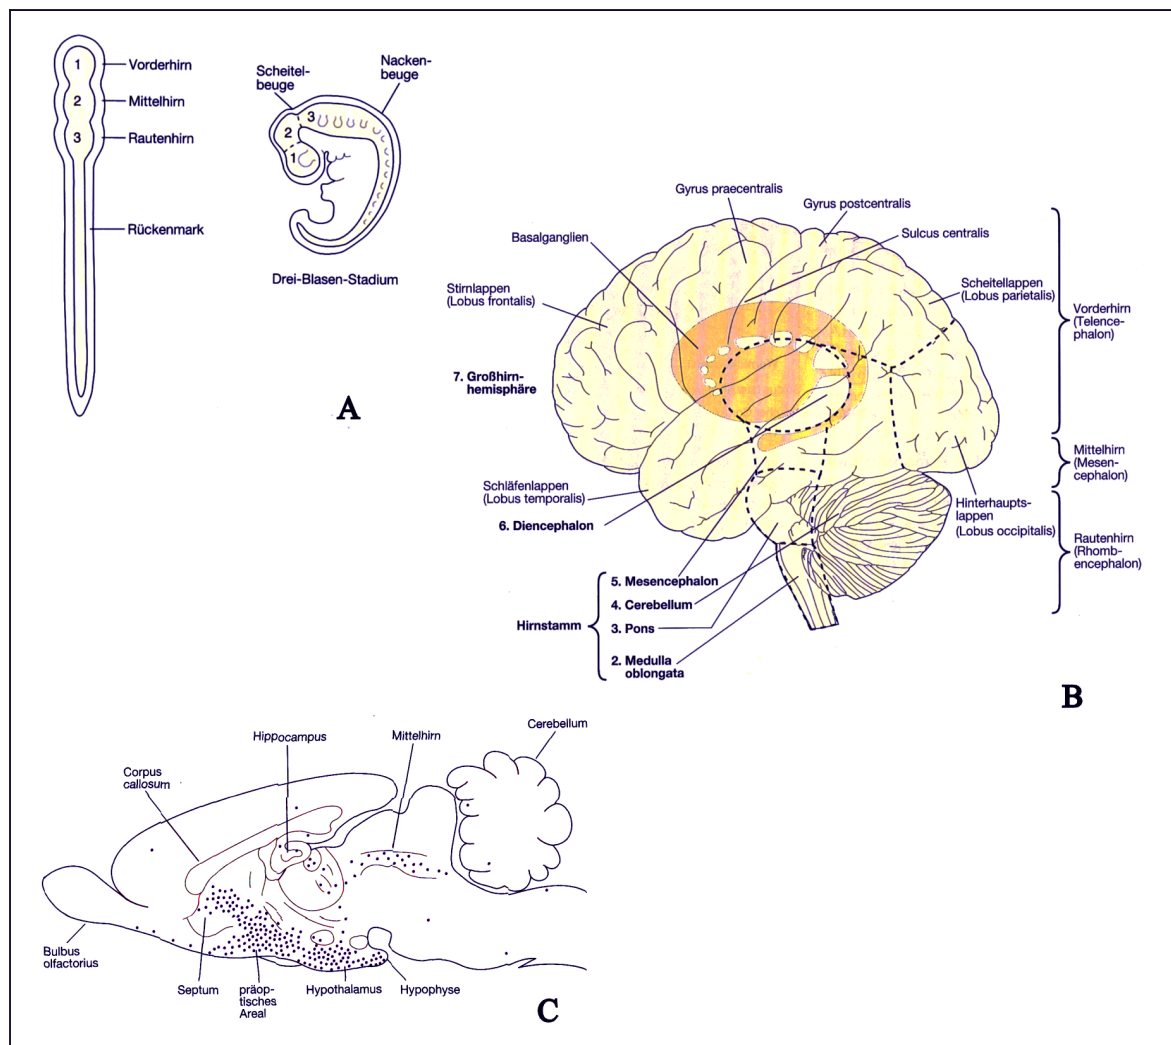 1
Vorderhirn
2
Mittelhirn
3
Rautenhirn
Rückenmark
Scheitel-
beuge
Nacken-
beuge
3
2
1
Drei-Blasen-Stadium
A
Gyrus praecentralis
Gyrus postcentralis
Basalganglien
Sulcus centralis
Stirnlappen
(Lobus frontalis)
Scheitellappen
(Lobus parietalis)
Vorderhirn
(Telence-
phalon)
7. Großhirn-
hemisphäre
Mittelhirn
(Mesen-
cephalon)
Schläfenlappen
(Lobus temporalis)
Hinterhaupts-
lappen
(Lobus occipitalis)
6. Diencephalon
Rautenhirn
(Rhomb-
encephalon)
5. Mesencephalon
4. Cerebellum
Hirnstamm
3. Pons
2. Medulla
oblongata
B
Cerebellum
Hippocampus
Mittelhirn
Corpus
callosum
Bulbus
olfactorius
Septum
präop-
tisches
Areal
Hypothalamus
Hypophyse
C